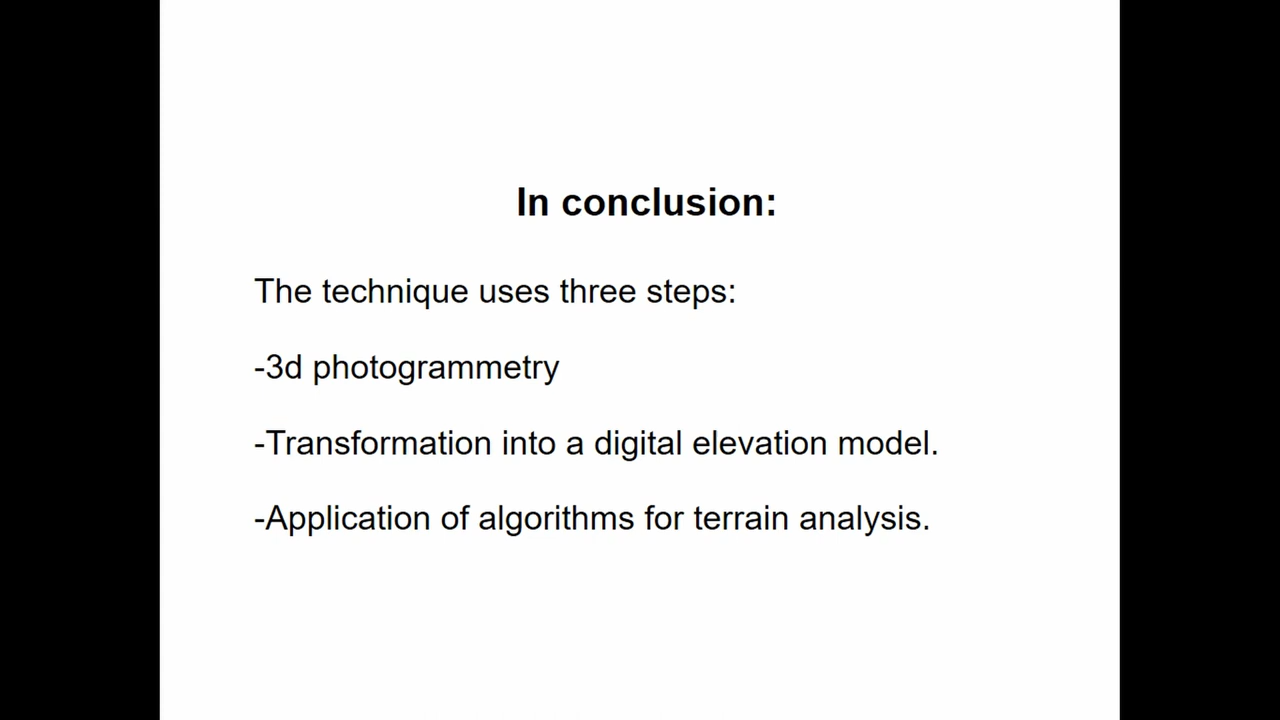 In conclusion:
The technique uses three steps:
-3d photogrammetry
-Transformation into a digital elevation model.
-Application of algorithms for terrain analysis.